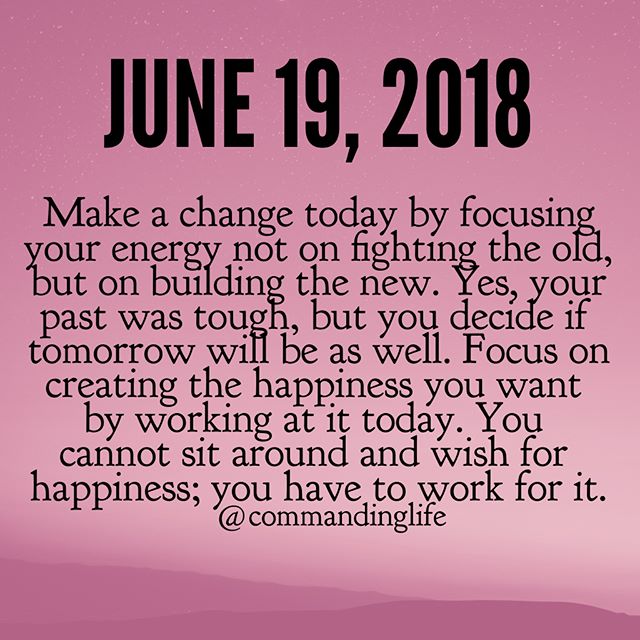 JUNE 19, 2018
Make a change today by focusing
your energy not on fighting the old,
but on building the new. Yes, your
past was tough, but you decide if
tomorrow will be as well. Focus on
creating the happiness you want
by working at it today. You
cannot sit around and wish for
happiness; you have to work for it.
@commandinglife